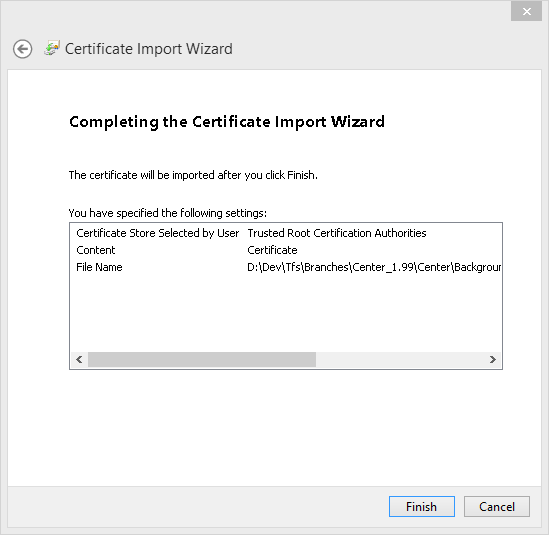 Certificate Import Wizard
Completing the Certificate Import Wizard
The certificate will be imported after you click Finish.
You have specified the following settings:
Certificate Store Selected by User Trusted Root Certification Authorities
Content Certificate
File Name D:\Dev\Tfs\Branches\Center_1.99\Center\Backgroun
Finish Cancel